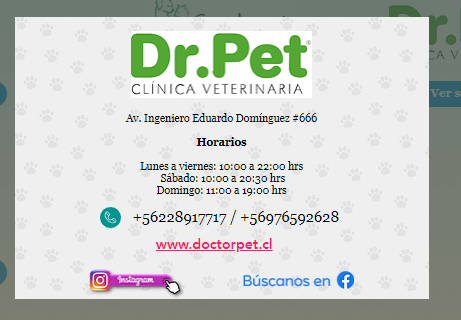 Dr.Pet
CLÍNICA VETERINARIA
Av. Ingeniero Eduardo Domínguez #666
Horarios
Lunes a viernes: 10:00 a 22:00 hrs
Sábado: 10:00 a 20:30 hrs
Domingo: 11:00 a 19:00 hrs
+56228917717 / +56976592628
www.doctorpet.cl
Instagram
Búscanos en
Ver